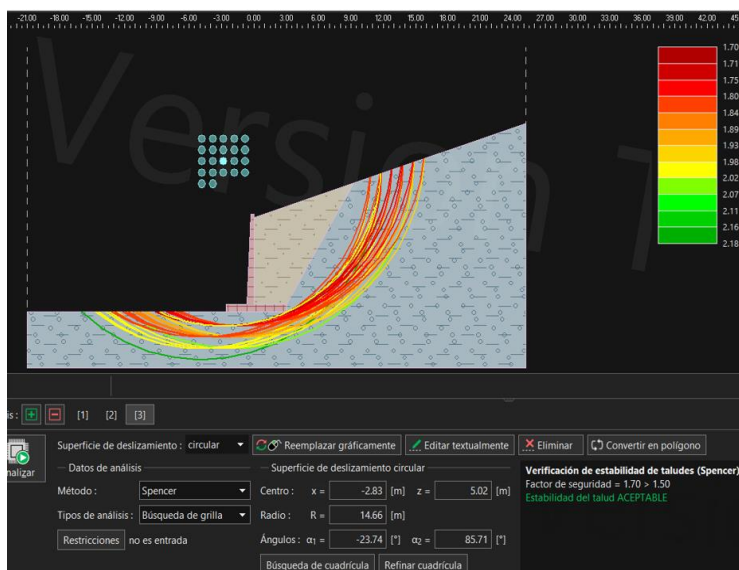 -21.00 -18.00 -15.00 -12.00 -9.00 -6.00 -3.00 0.00 3.00 6.00 9.00 12.00 15.00 18.00 21.00 24.00 27.00 30.00 33.00 36.00 39.00 42.00 45
Version T
1.70
1.71
1.75
1.80
1.84
1.89
1.93
1.98
2.02
2.07
2.11
2.16
2.18
is : [1] [2] [3]
nalizar
Superficie de deslizamiento : circular Reemplazar gráficamente Editar textualmente Eliminar Convertir en polígono
Datos de análisis
Método : Spencer
Tipos de análisis : Búsqueda de grilla
Restricciones no es entrada
Superficie de deslizamiento circular
Centro : x = -2.83 [m] z = 5.02 [m]
Radio : R = 14.66 [m]
Ángulos : α1 = -23.74 [°] α2 = 85.71 [°]
Búsqueda de cuadrícula Refinar cuadrícula
Verificación de estabilidad de taludes (Spencer)
Factor de seguridad = 1.70 > 1.50
Estabilidad del talud ACEPTABLE